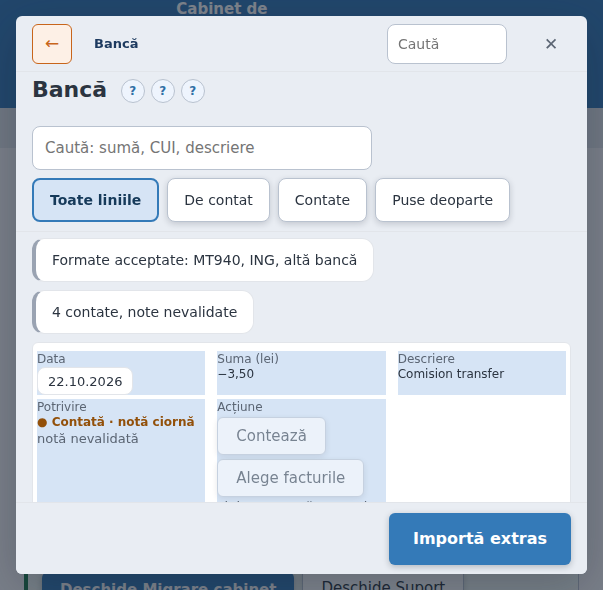 Cabinet de
← Bancă Caută ✕
Bancă ? ? ?
Caută: sumă, CUI, descriere
Toate liniile De contat Contate Puse deoparte
Formate acceptate: MT940, ING, altă bancă
4 contate, note nevalidate
Data Suma (lei) Descriere
22.10.2026 −3,50 Comision transfer
Potrivire Acțiune
● Contată · notă ciornă
notă nevalidată
Contează
Alege facturile
Importă extras
Deschide Migrare cabinet Deschide Suport